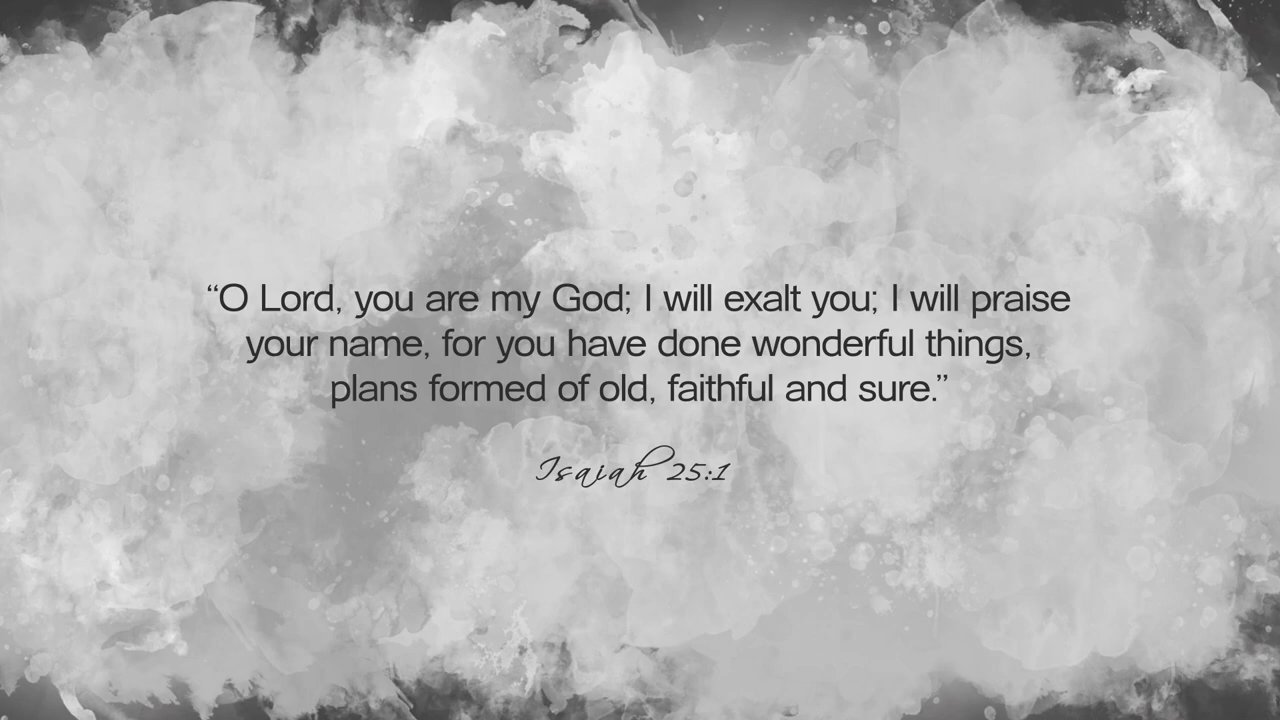 “O Lord, you are my God; I will exalt you; I will praise
your name, for you have done wonderful things,
plans formed of old, faithful and sure.”
Isaiah 25:1